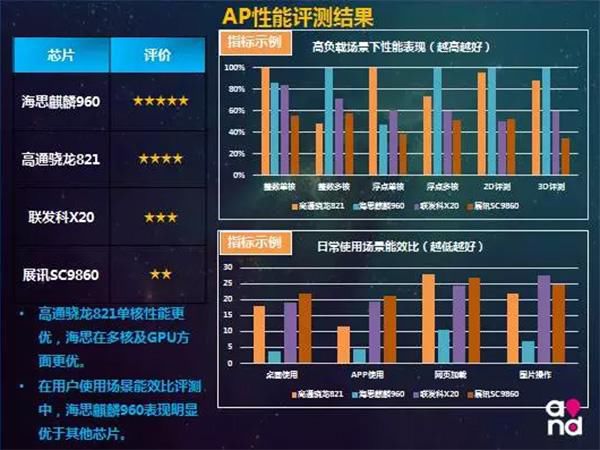 AP性能评测结果
芯片 评价
海思麒麟960 ★★★★★
高通骁龙821 ★★★★
联发科X20 ★★★
展讯SC9860 ★★
• 高通骁龙821单核性能更
优，海思在多核及GPU方
面更优。
• 在用户使用场景能效比评测
中，海思麒麟960表现明显
优于其他芯片。
指标示例
高负载场景下性能表现（越高越好）
100%
80%
60%
40%
20%
0%
整数单核 整数多核 浮点单核 浮点多核 2D评测 3D评测
高通骁龙821 海思麒麟960 联发科X20 展讯SC9860
指标示例
日常使用场景能效比（越低越好）
30
25
20
15
10
5
0
桌面使用 APP使用 网页加载 图片操作
高通骁龙821 海思麒麟960 联发科X20 展讯SC9860
and